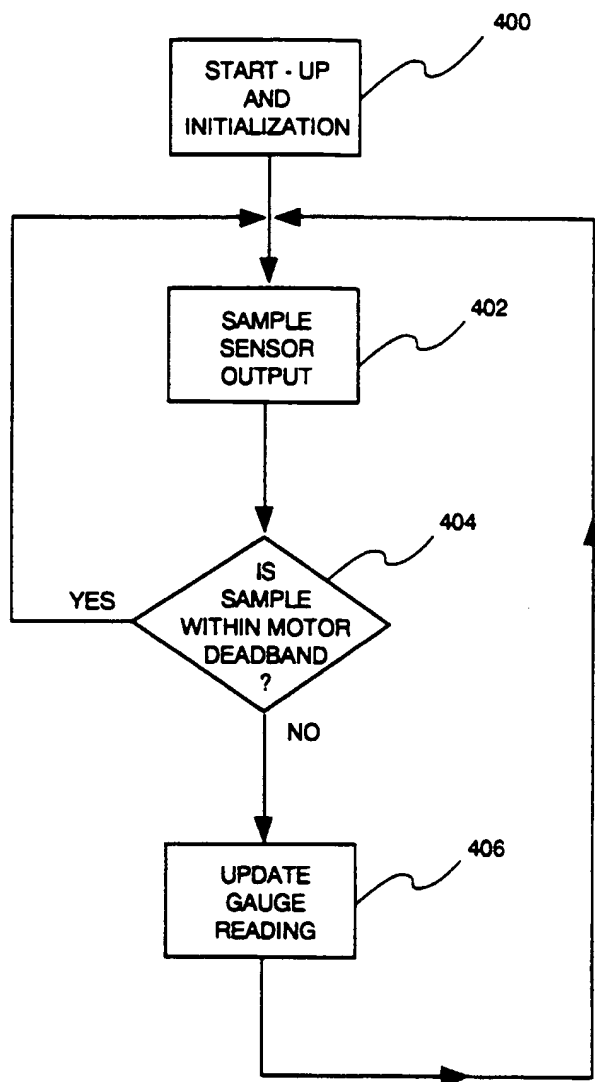 400
START - UP
AND
INITIALIZATION
402
SAMPLE
SENSOR
OUTPUT
404
IS
SAMPLE
WITHIN MOTOR
DEADBAND
?
YES
NO
406
UPDATE
GAUGE
READING